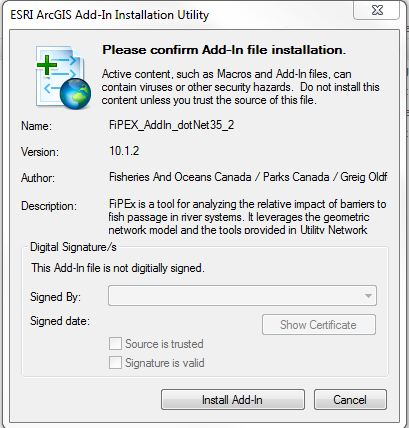 ESRI ArcGIS Add-In Installation Utility
Please confirm Add-In file installation.
Active content, such as Macros and Add-In files, can
contain viruses or other security hazards. Do not install this
content unless you trust the source of this file.
Name: FiPEX_AddIn_dotNet35_2
Version: 10.1.2
Author: Fisheries And Oceans Canada / Parks Canada / Greig Oldf
Description: FiPEx is a tool for analyzing the relative impact of barriers to
fish passage in river systems. It leverages the geometric
network model and the tools provided in Utility Network
Digital Signature/s
This Add-In file is not digitially signed.
Signed By:
Signed date: Show Certificate
Source is trusted
Signature is valid
Install Add-In Cancel